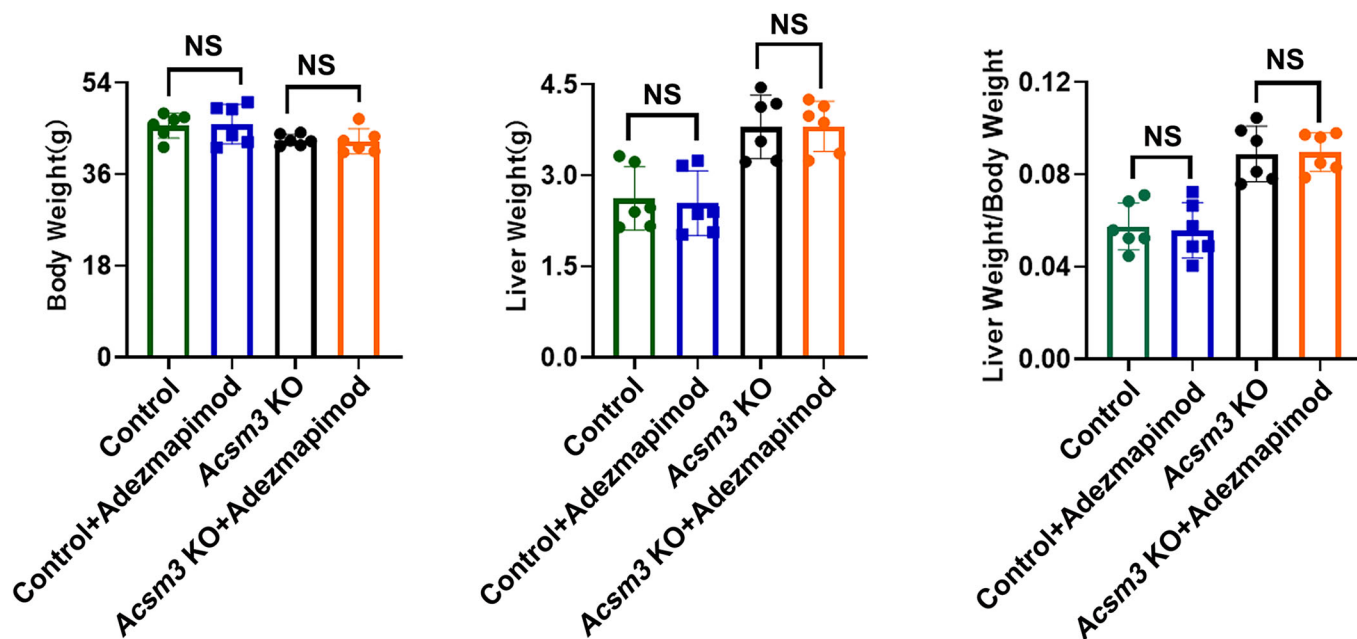 NS
NS
54
36
18
0
Body Weight(g)
Control
Control+Adezmapimod
Acsm3 KO
Acsm3 KO+Adezmapimod
NS
NS
4.5
3.0
1.5
0.0
Liver Weight(g)
Control
Control+Adezmapimod
Acsm3 KO
Acsm3 KO+Adezmapimod
NS
NS
0.12
0.08
0.04
0.00
Liver Weight/Body Weight
Control
Control+Adezmapimod
Acsm3 KO
Acsm3 KO+Adezmapimod